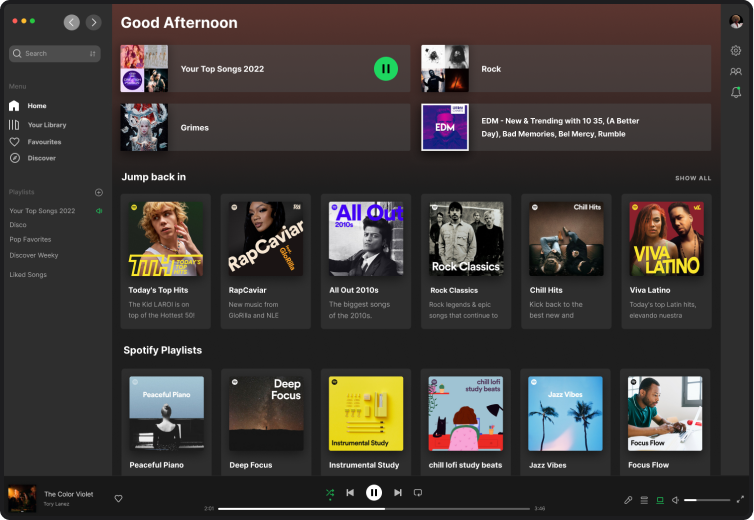 Good Afternoon
Search
Menu
Home
Your Library
Favourites
Discover
Playlists
Your Top Songs 2022
Disco
Pop Favorites
Discover Weekly
Liked Songs
Your Top Songs 2022
Rock
Grimes
EDM
EDM - New & Trending with 10 35, (A Better
Day), Bad Memories, Bel Mercy, Rumble
Jump back in
SHOW ALL
TTH TODAY'S
TOP
HITS
Today's Top Hits
The Kid LAROI is on
top of the Hottest 50!
RapCaviar
feat.
GloRilla
RapCaviar
New music from
GloRilla and NLE
All Out
2010s
All Out 2010s
The biggest songs
of the 2010s.
Rock Classics
Rock Classics
Rock legends & epic
songs that continue to
Chill Hits
Chill Hits
Kick back to the
best new and
VIVA
LATINO
Viva Latino
Today's top Latin hits,
elevando nuestra
Spotify Playlists
Peaceful Piano
Peaceful Piano
Deep
Focus
Deep Focus
Instrumental Study
Instrumental Study
chill lofi
study beats
chill lofi study beats
Jazz Vibes
Jazz Vibes
Focus Flow
Focus Flow
The Color Violet
Tory Lanez
2:01
3:46